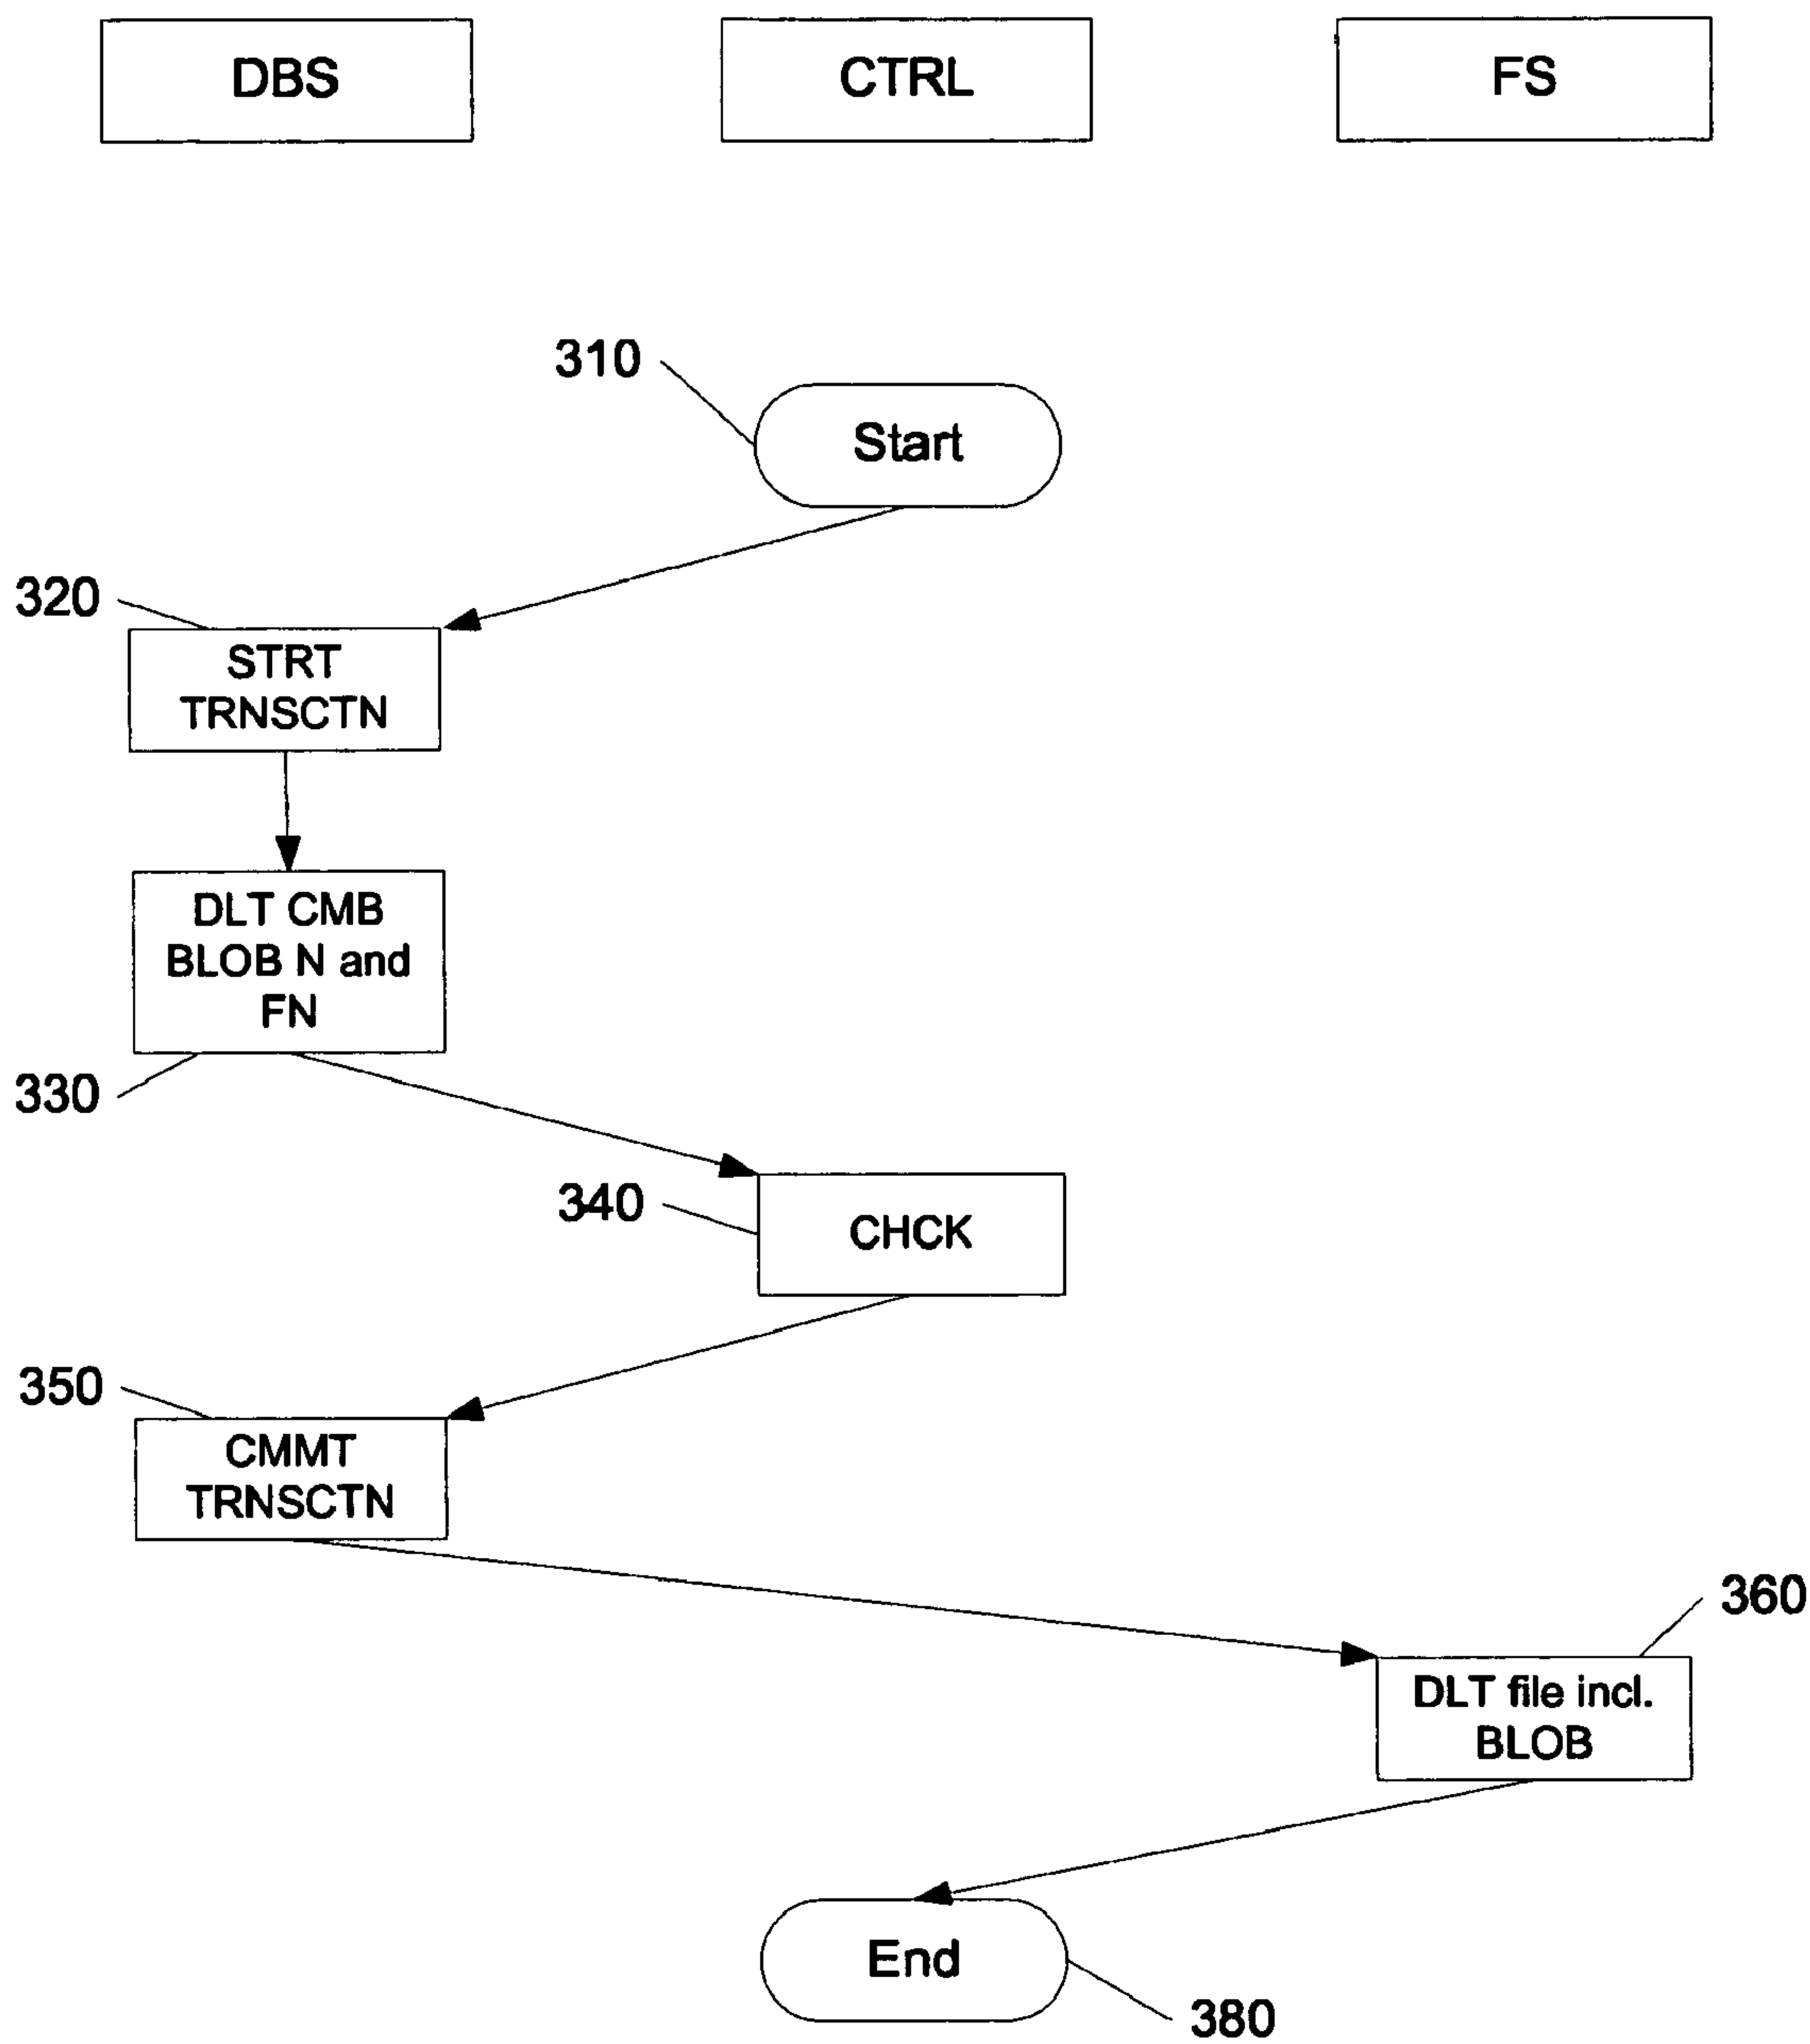 DBS
CTRL
FS
310
Start
320
STRT
TRNSCTN
DLT CMB
BLOB N and
FN
330
340
CHCK
350
CMMT
TRNSCTN
360
DLT file incl.
BLOB
End
380